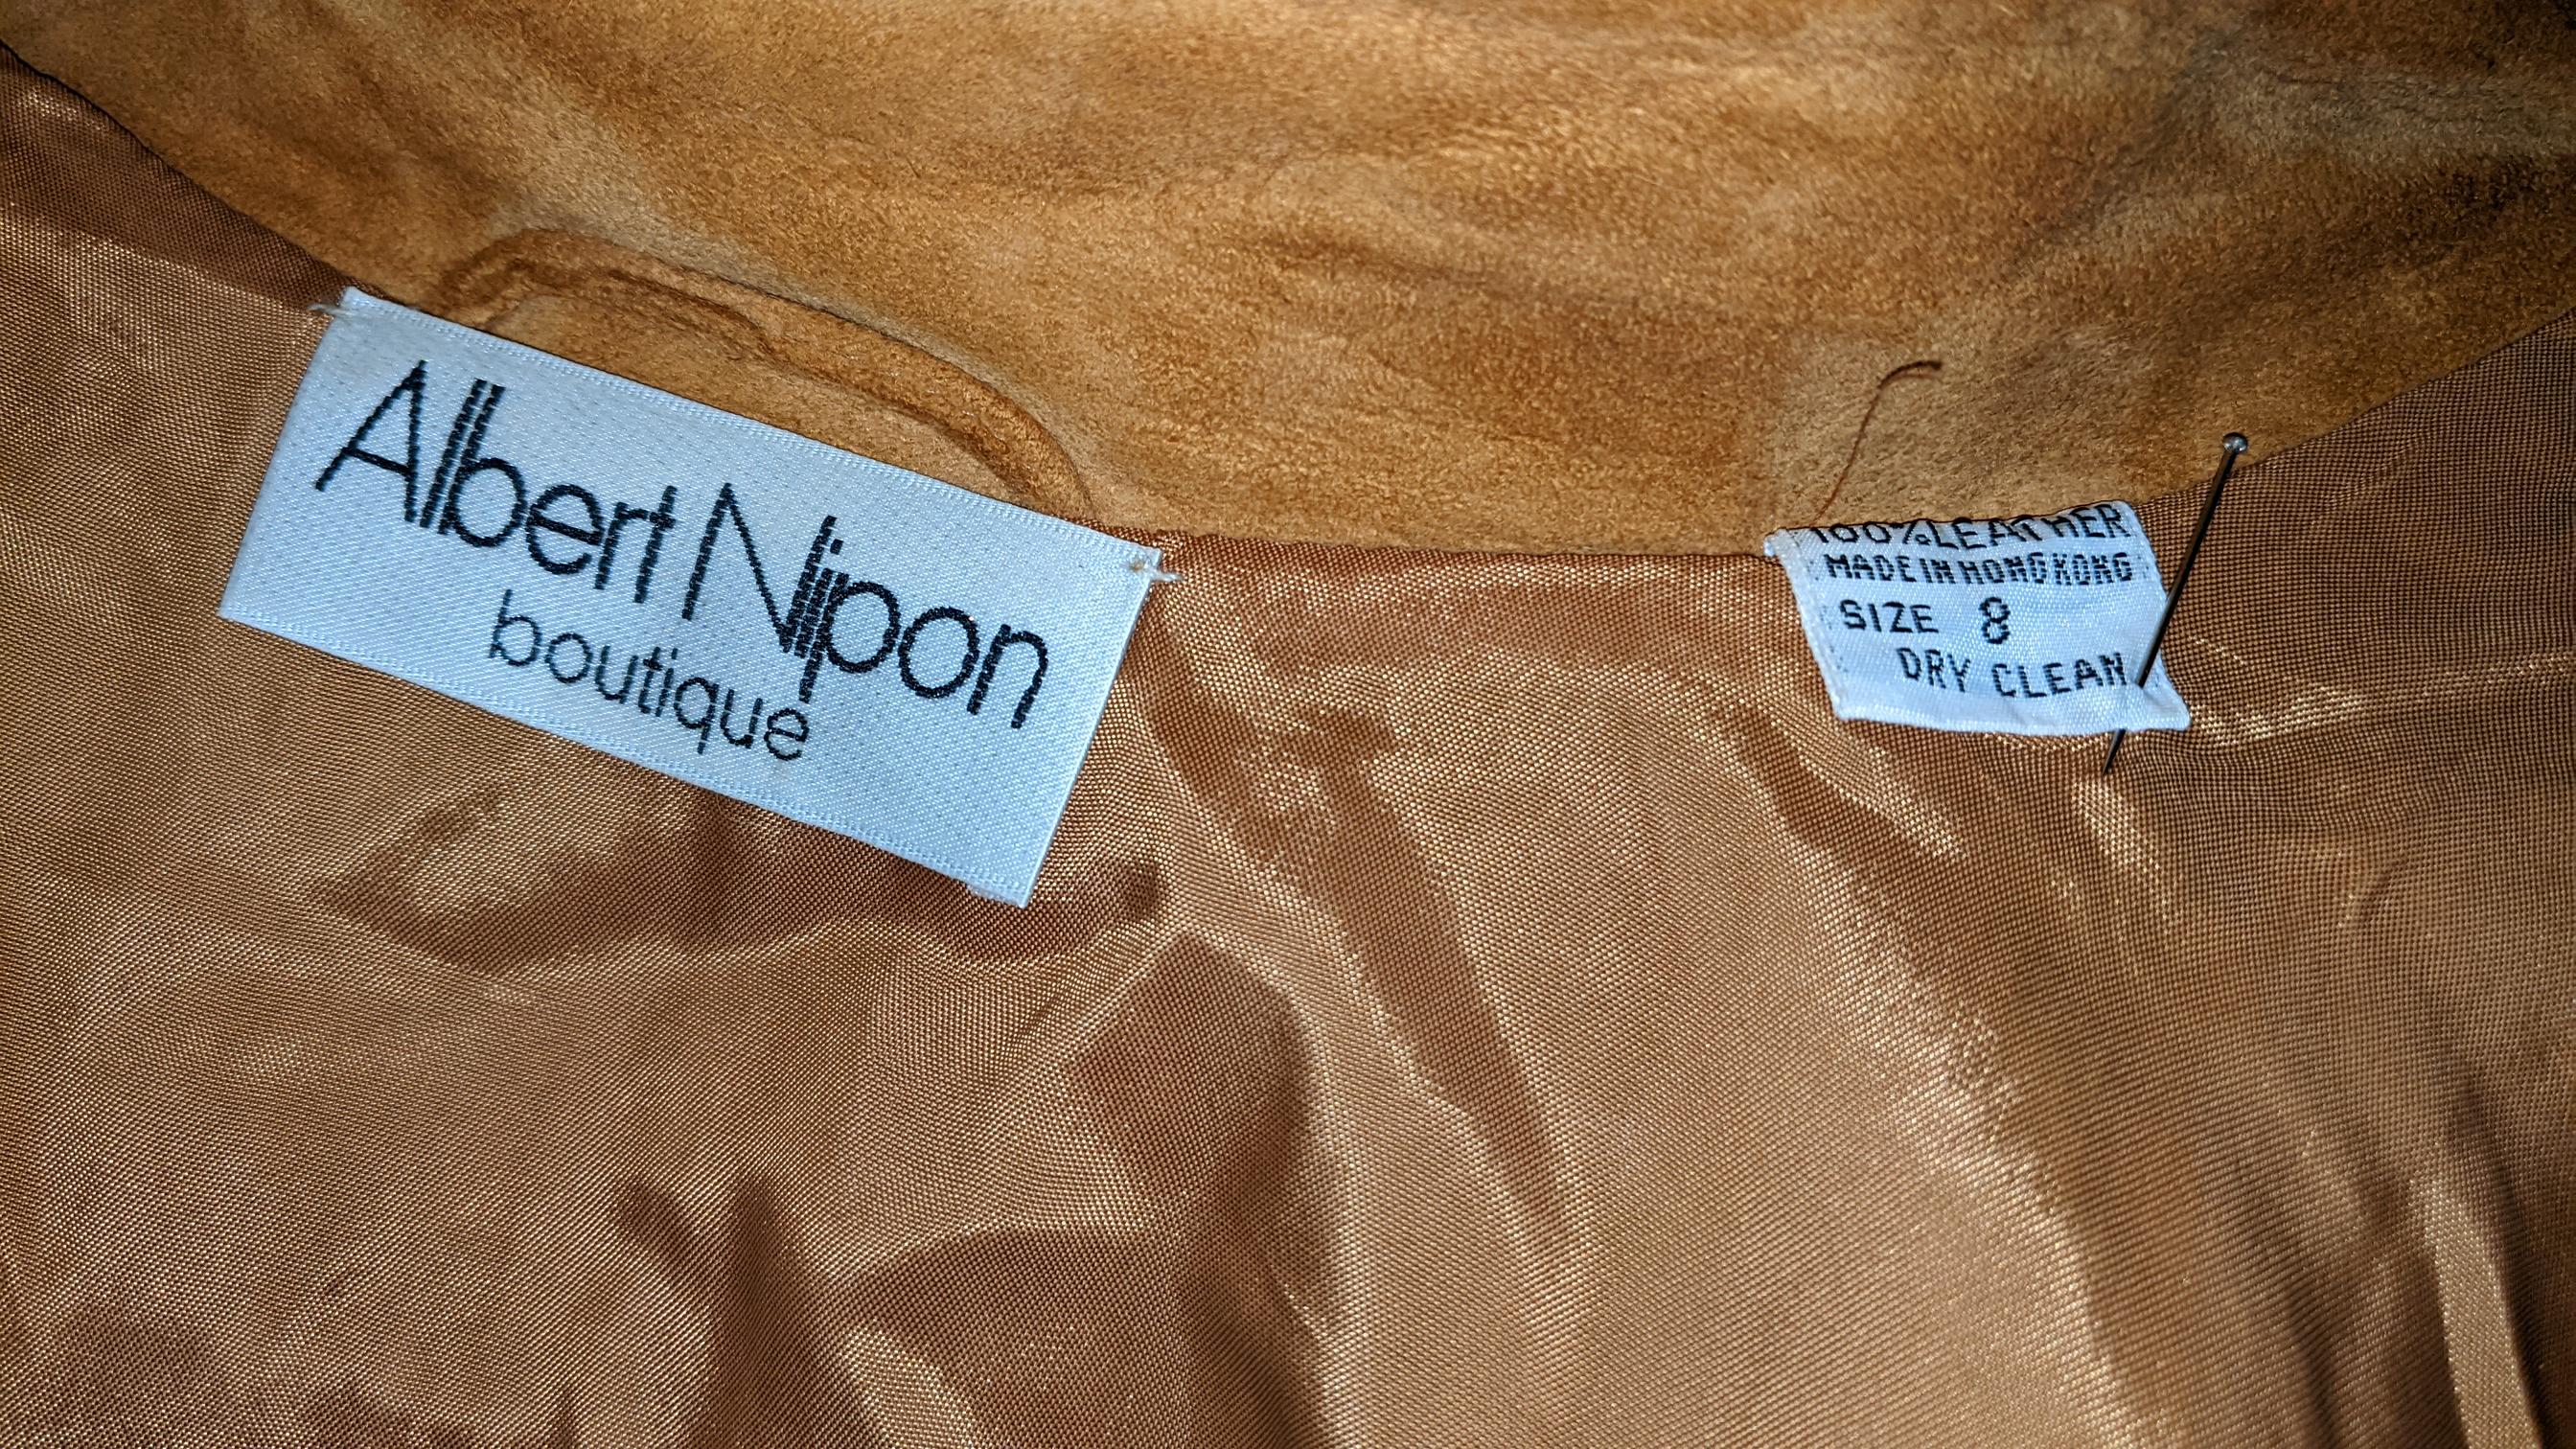 Albert Nipon
boutique
100% LEATHER
MADE IN HONG KONG
SIZE 8
DRY CLEAN